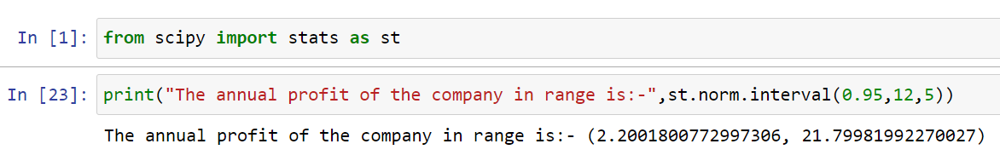 In [1]: from scipy import stats as st
In [23]: print("The annual profit of the company in range is:-",st.norm.interval(0.95,12,5))
The annual profit of the company in range is:- (2.2001800772997306, 21.79981992270027)